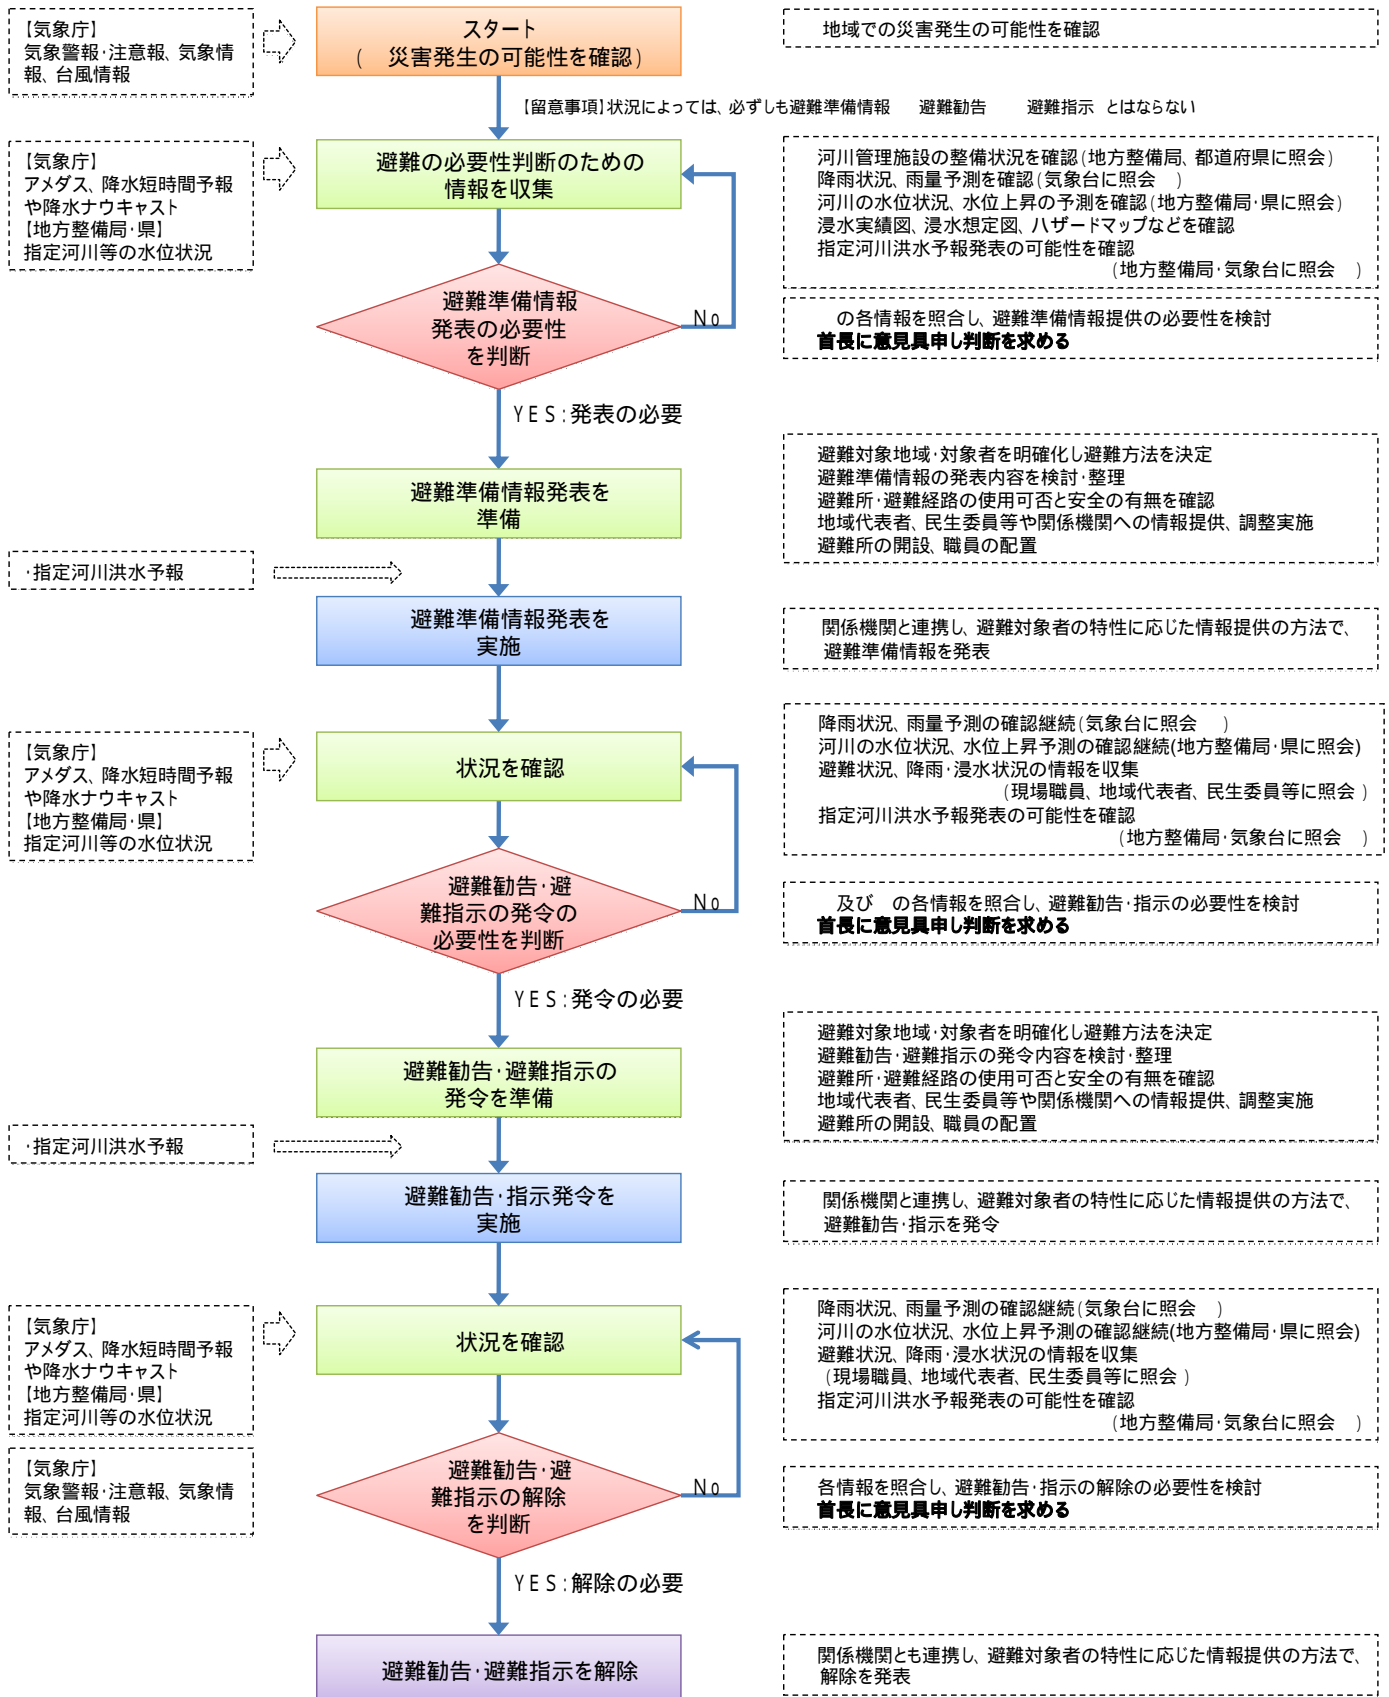 【気象庁】
気象警報・注意報、気象情
報、台風情報
スタート
(　災害発生の可能性を確認)
地域での災害発生の可能性を確認
【留意事項】状況によっては、必ずしも避難準備情報　避難勧告　避難指示　とはならない
【気象庁】
アメダス、降水短時間予報
や降水ナウキャスト
【地方整備局・県】
指定河川等の水位状況
避難の必要性判断のための
情報を収集
河川管理施設の整備状況を確認(地方整備局、都道府県に照会)
降雨状況、雨量予測を確認(気象台に照会　)
河川の水位状況、水位上昇の予測を確認(地方整備局・県に照会)
浸水実績図、浸水想定図、ハザードマップなどを確認
指定河川洪水予報発表の可能性を確認
(地方整備局・気象台に照会　)
避難準備情報
発表の必要性
を判断
No
の各情報を照合し、避難準備情報提供の必要性を検討
首長に意見具申し判断を求める
YES:発表の必要
避難準備情報発表を
準備
避難対象地域・対象者を明確化し避難方法を決定
避難準備情報の発表内容を検討・整理
避難所・避難経路の使用可否と安全の有無を確認
地域代表者、民生委員等や関係機関への情報提供、調整実施
避難所の開設、職員の配置
・指定河川洪水予報
避難準備情報発表を
実施
関係機関と連携し、避難対象者の特性に応じた情報提供の方法で、
避難準備情報を発表
【気象庁】
アメダス、降水短時間予報
や降水ナウキャスト
【地方整備局・県】
指定河川等の水位状況
状況を確認
降雨状況、雨量予測の確認継続(気象台に照会　)
河川の水位状況、水位上昇予測の確認継続(地方整備局・県に照会)
避難状況、降雨・浸水状況の情報を収集
(現場職員、地域代表者、民生委員等に照会)
指定河川洪水予報発表の可能性を確認
(地方整備局・気象台に照会　)
避難勧告・避
難指示の発令の
必要性を判断
No
及び　の各情報を照合し、避難勧告・指示の必要性を検討
首長に意見具申し判断を求める
YES:発令の必要
避難勧告・避難指示の
発令を準備
避難対象地域・対象者を明確化し避難方法を決定
避難勧告・避難指示の発令内容を検討・整理
避難所・避難経路の使用可否と安全の有無を確認
地域代表者、民生委員等や関係機関への情報提供、調整実施
避難所の開設、職員の配置
・指定河川洪水予報
避難勧告・指示発令を
実施
関係機関と連携し、避難対象者の特性に応じた情報提供の方法で、
避難勧告・指示を発令
【気象庁】
アメダス、降水短時間予報
や降水ナウキャスト
【地方整備局・県】
指定河川等の水位状況
状況を確認
降雨状況、雨量予測の確認継続(気象台に照会　)
河川の水位状況、水位上昇予測の確認継続(地方整備局・県に照会)
避難状況、降雨・浸水状況の情報を収集
(現場職員、地域代表者、民生委員等に照会)
指定河川洪水予報発表の可能性を確認
(地方整備局・気象台に照会　)
【気象庁】
気象警報・注意報、気象情
報、台風情報
避難勧告・避
難指示の解除
を判断
No
各情報を照合し、避難勧告・指示の解除の必要性を検討
首長に意見具申し判断を求める
YES:解除の必要
避難勧告・避難指示を解除
関係機関とも連携し、避難対象者の特性に応じた情報提供の方法で、
解除を発表